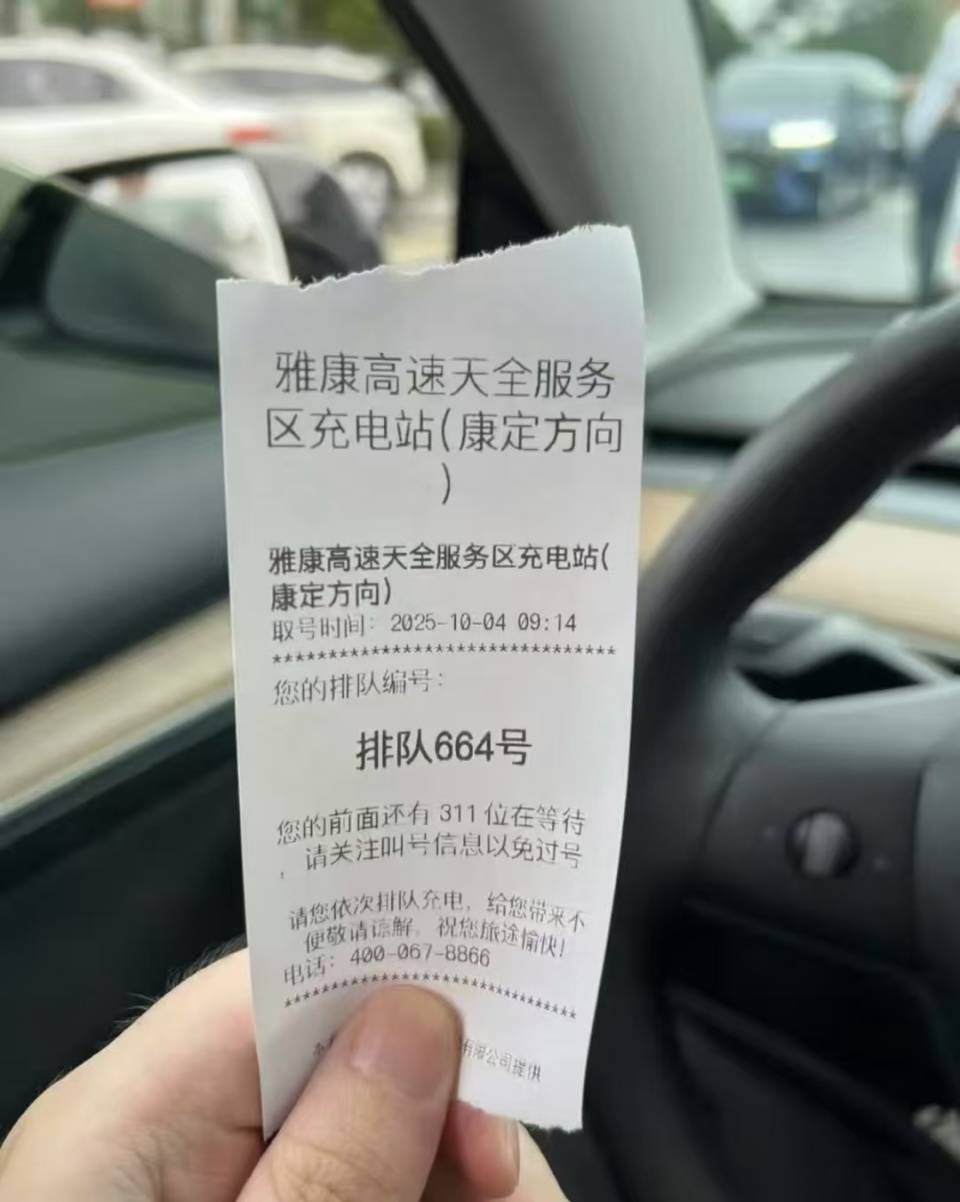 雅康高速天全服务
区充电站(康定方向
)
雅康高速天全服务区充电站(
康定方向)
取号时间: 2025-10-04 09:14
*******************************
您的排队编号:
排队664号
您的前面还有 311 位在等待
，请关注叫号信息以免过号
请您依次排队充电，给您带来不
便敬请谅解。祝您旅途愉快!
电话: 400-067-8866
*******************************
有限公司提供